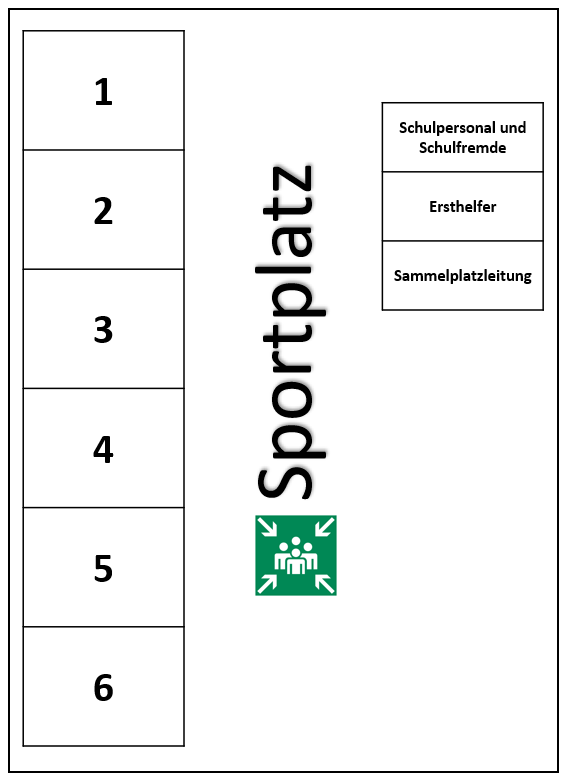 1
2
3
4
5
6
Sportplatz
Schulpersonal und
Schulfremde
Ersthelfer
Sammelplatzleitung